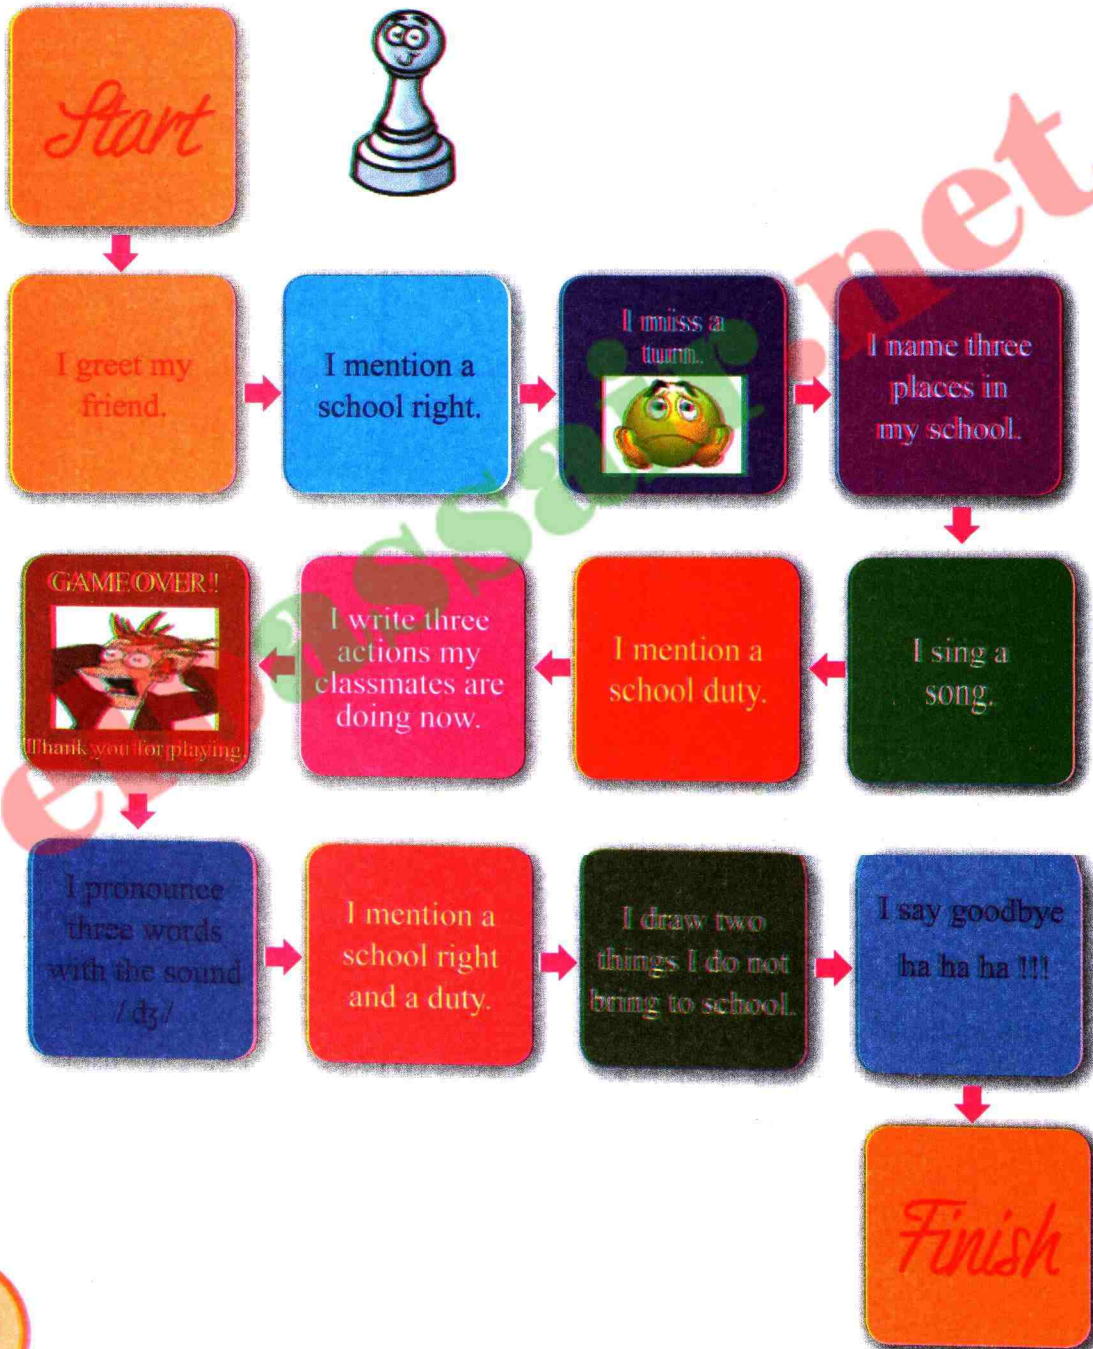 Start
I greet my
friend.
I mention a
school right.
I miss a
turn.
I name three
places in
my school.
I sing a
song.
I mention a
school duty.
I write three
actions my
classmates are
doing now.
GAME OVER!!
Thank you for playing
I pronounce
three words
with the sound
/dʒ/
I mention a
school right
and a duty.
I draw two
things I do not
bring to school.
I say goodbye
ha ha ha !!!
Finish